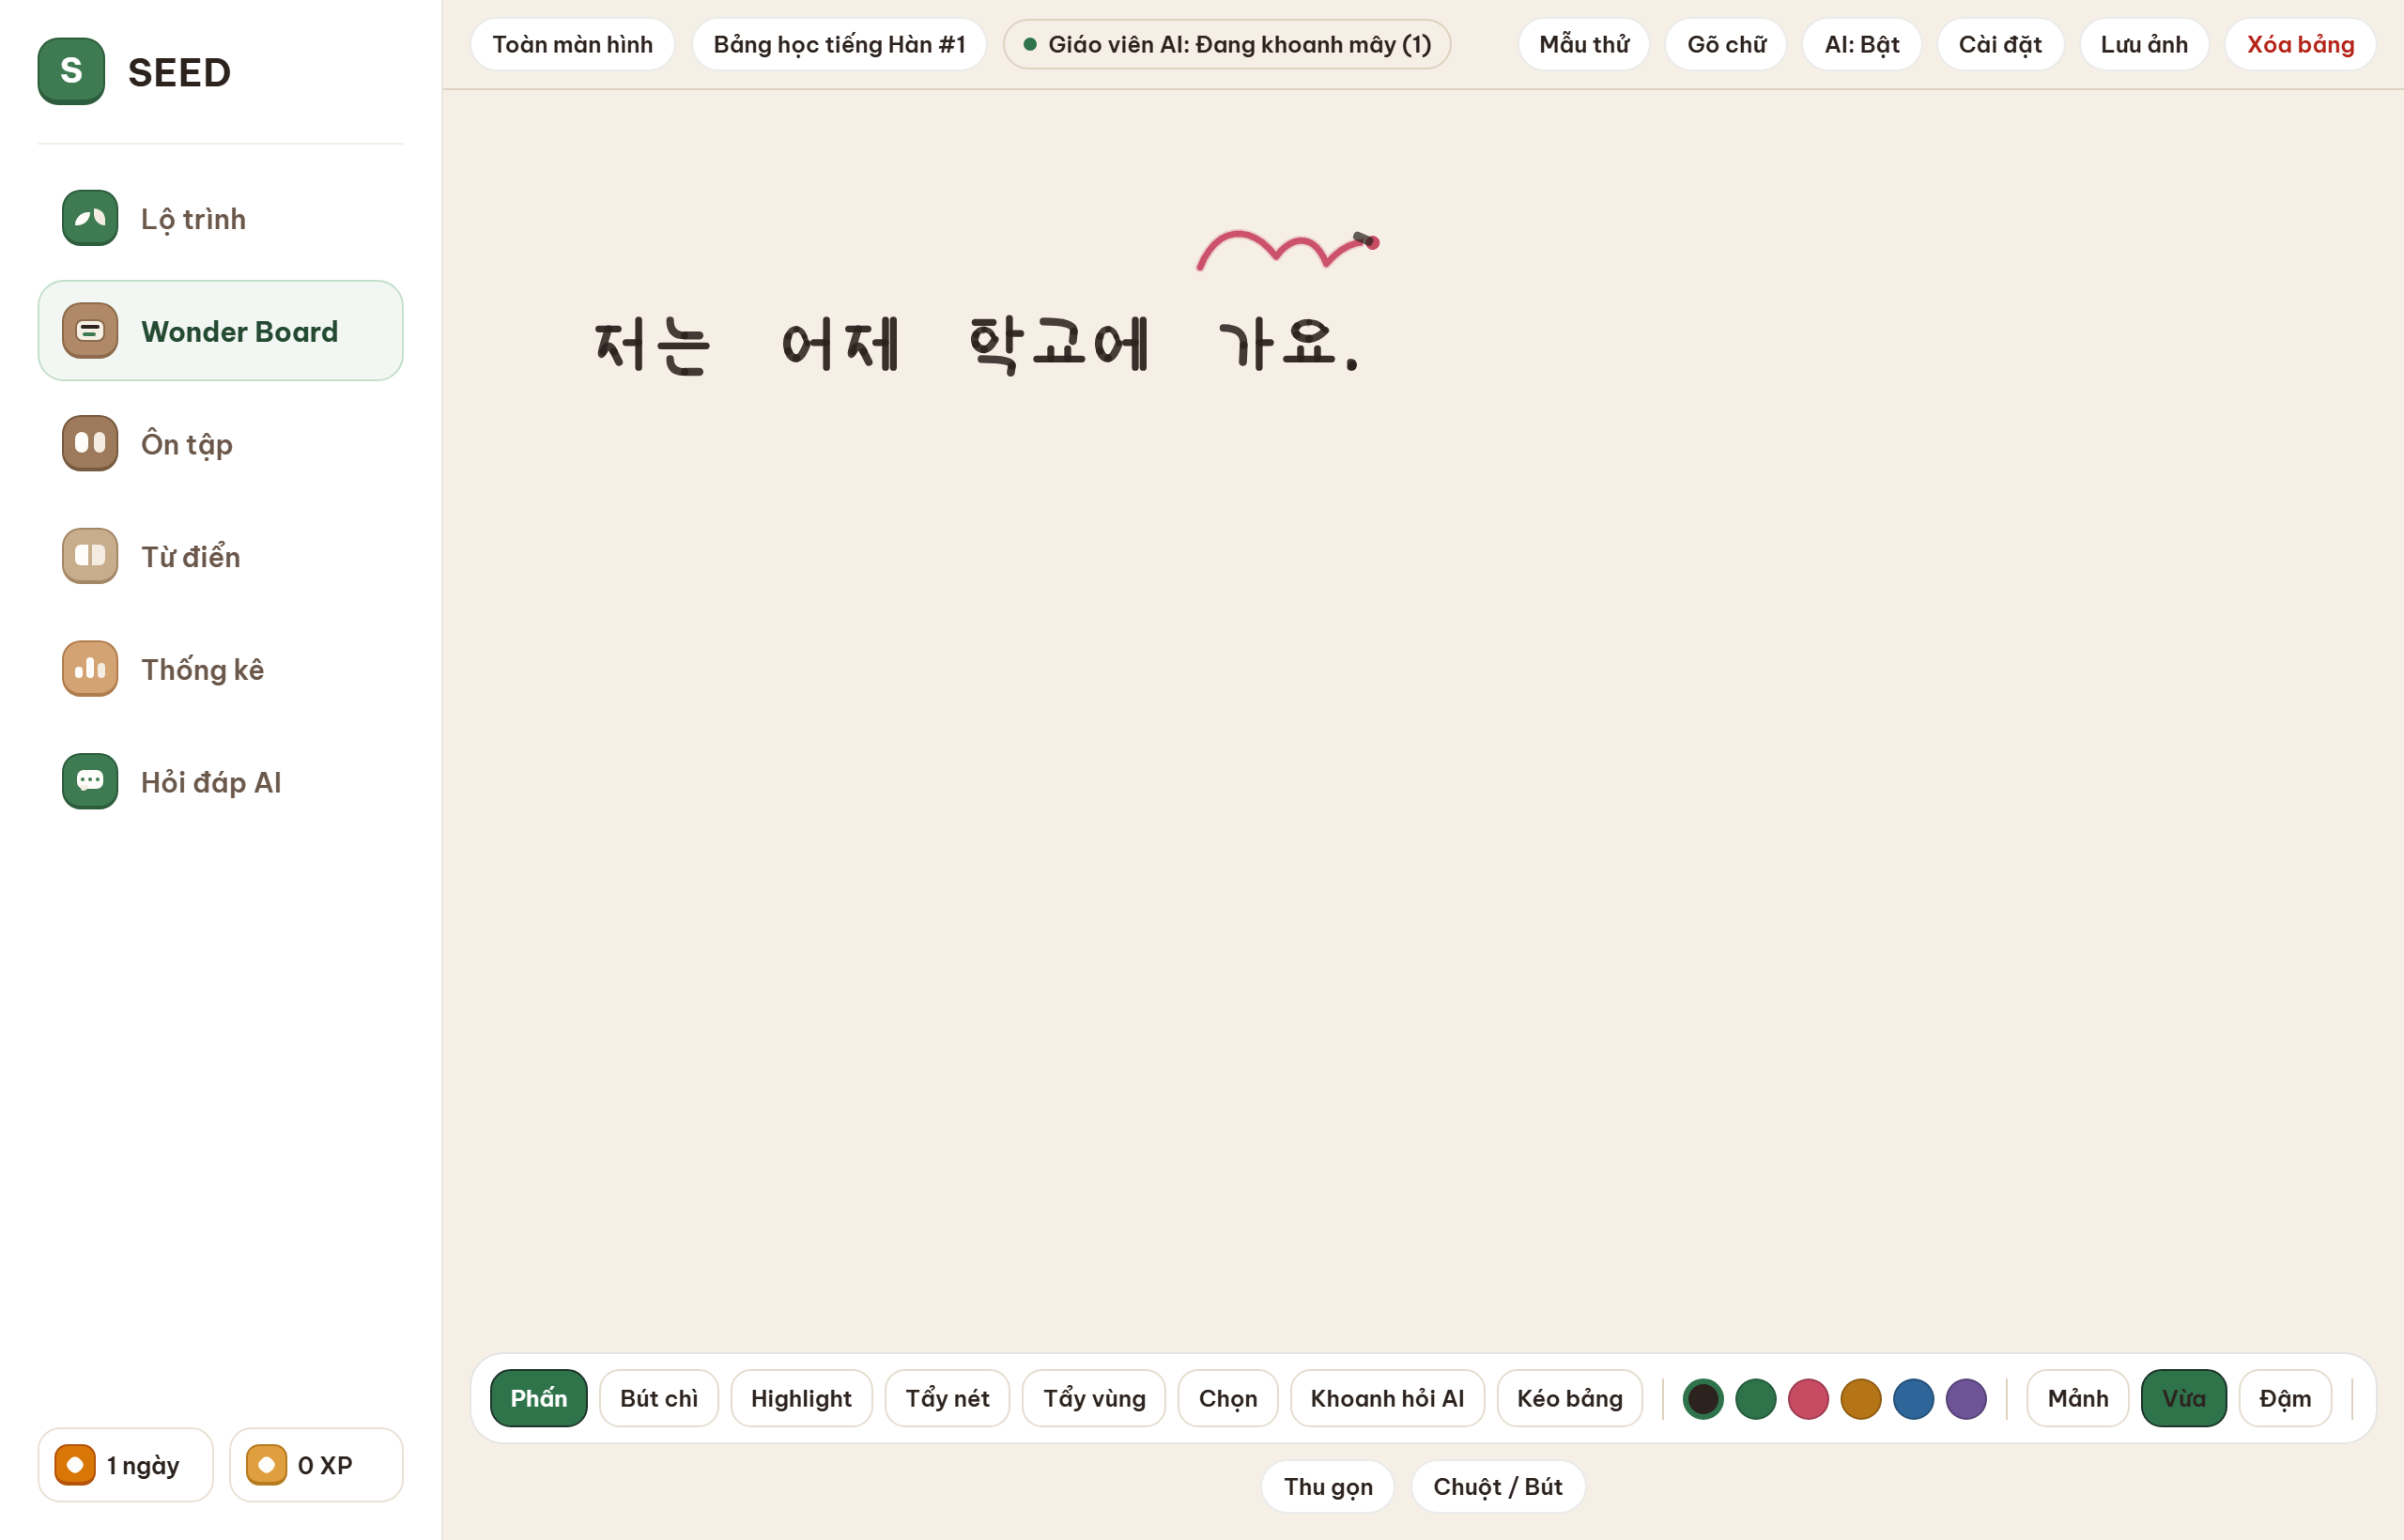 S SEED
Toàn màn hình
Bảng học tiếng Hàn #1
Giáo viên AI: Đang khoanh mây (1)
Mẫu thử
Gõ chữ
AI: Bật
Cài đặt
Lưu ảnh
Xóa bảng
Lộ trình
Wonder Board
Ôn tập
Từ điển
Thống kê
Hỏi đáp AI
저는 어제 학교에 가요.
Phấn
Bút chì
Highlight
Tẩy nét
Tẩy vùng
Chọn
Khoanh hỏi AI
Kéo bảng
Mảnh
Vừa
Đậm
1 ngày
0 XP
Thu gọn
Chuột / Bút